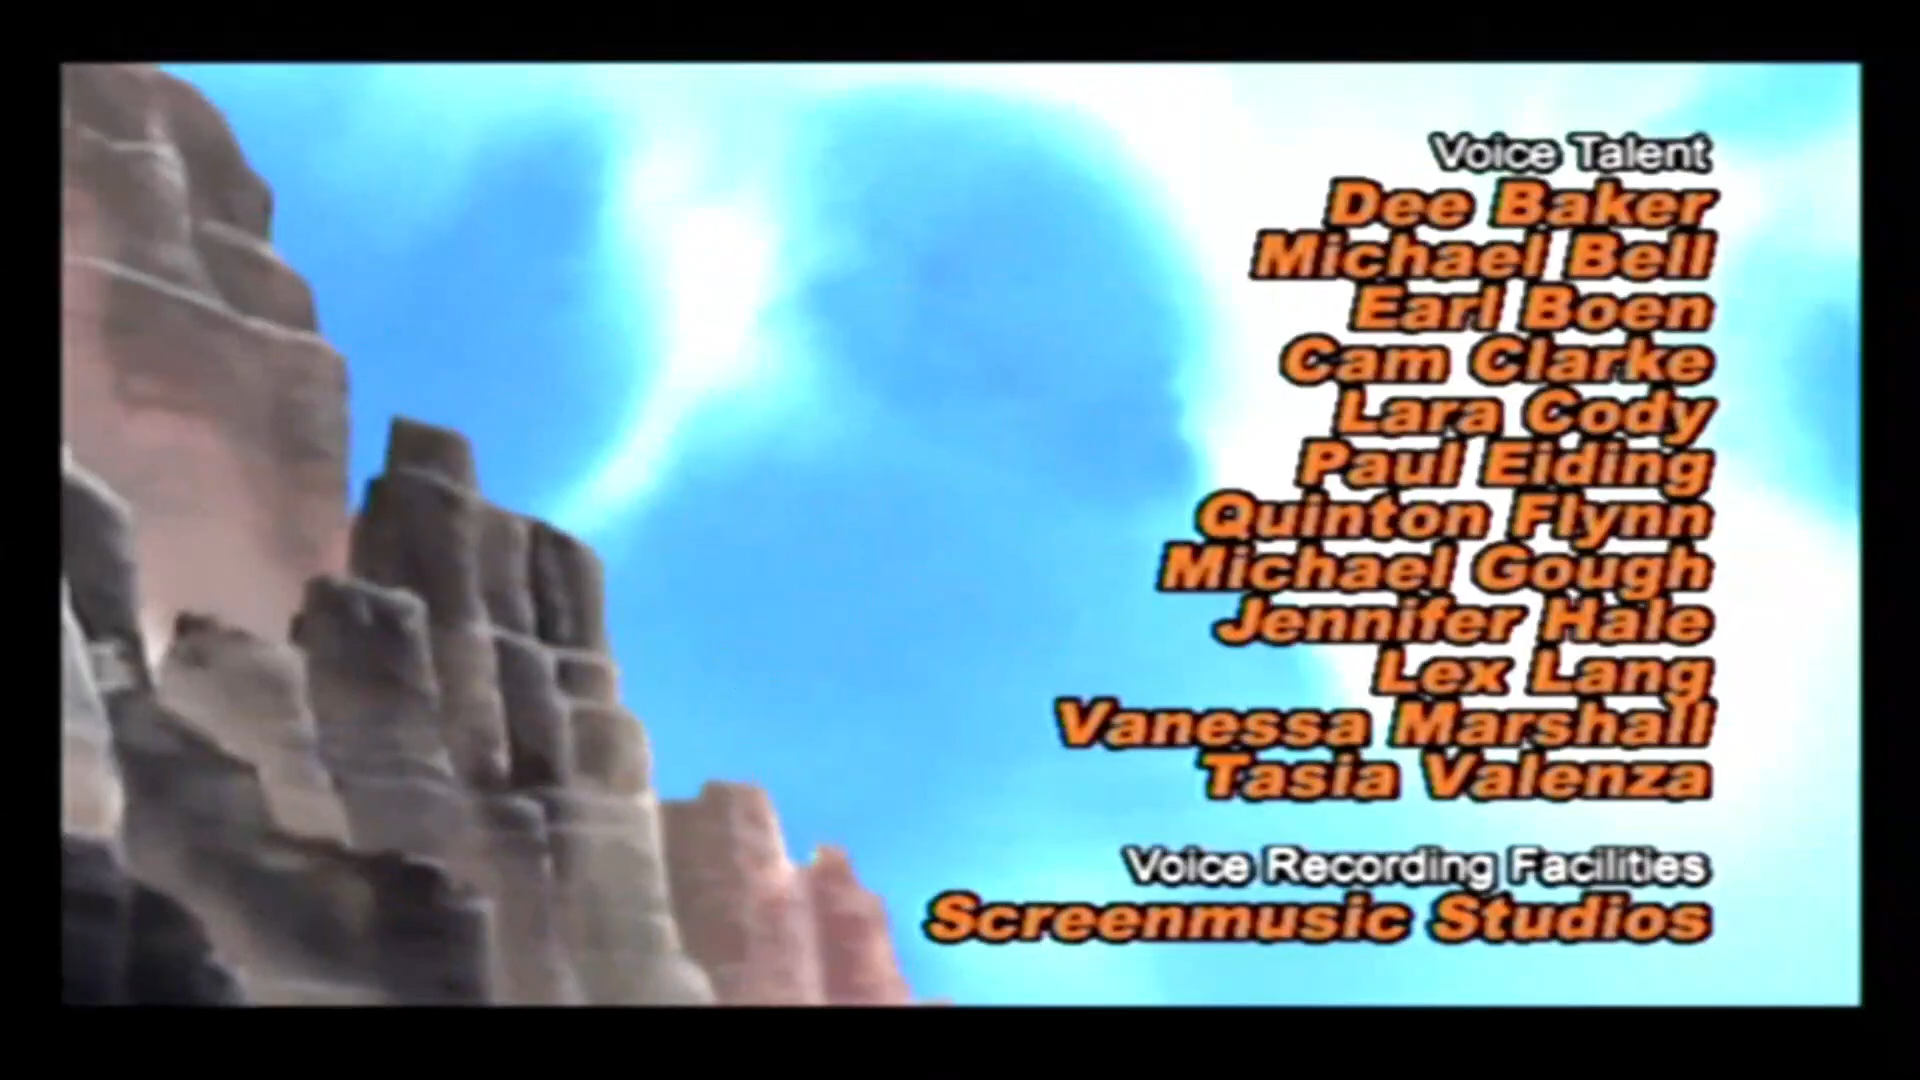 Voice Talent
Dee Baker
Michael Bell
Earl Boen
Cam Clarke
Lara Cody
Paul Eiding
Quinton Flynn
Michael Gough
Jennifer Hale
Lex Lang
Vanessa Marshall
Tasia Valenza
Voice Recording Facilities
Screenmusic Studios